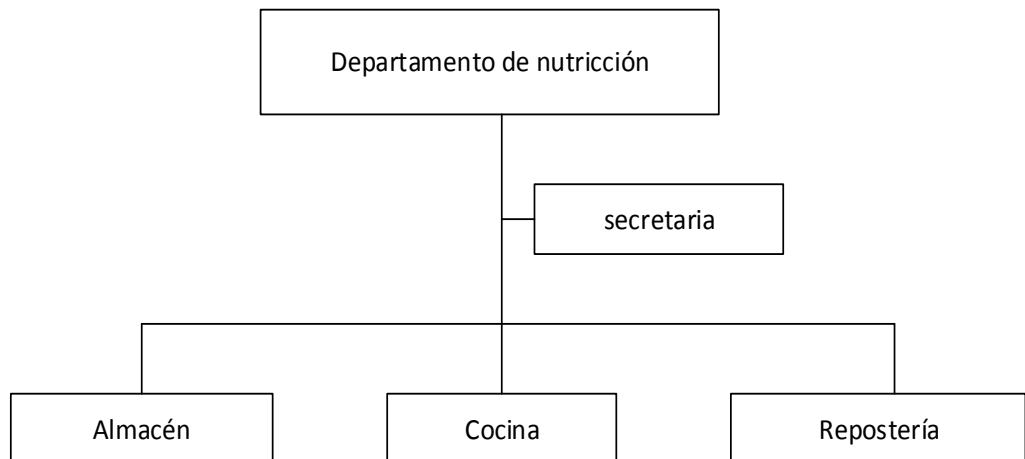 Departamento de nutricción
secretaria
Almacén
Cocina
Repostería